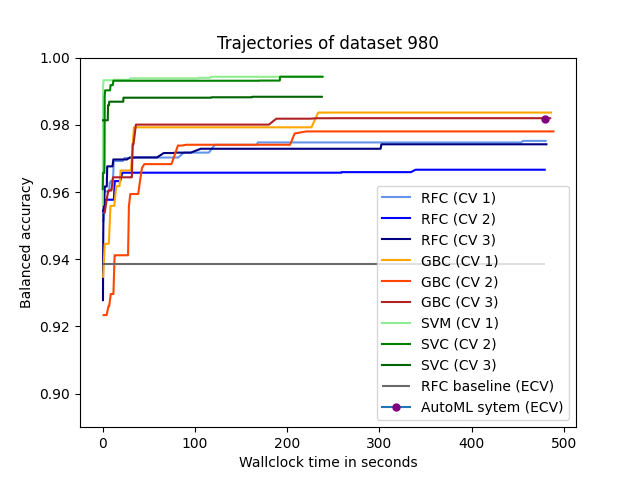 Trajectories of dataset 980
Balanced accuracy
1.00
0.98
0.96
0.94
0.92
0.90
RFC (CV 1)
RFC (CV 2)
RFC (CV 3)
GBC (CV 1)
GBC (CV 2)
GBC (CV 3)
SVM (CV 1)
SVC (CV 2)
SVC (CV 3)
RFC baseline (ECV)
AutoML sytem (ECV)
0 100 200 300 400 500
Wallclock time in seconds